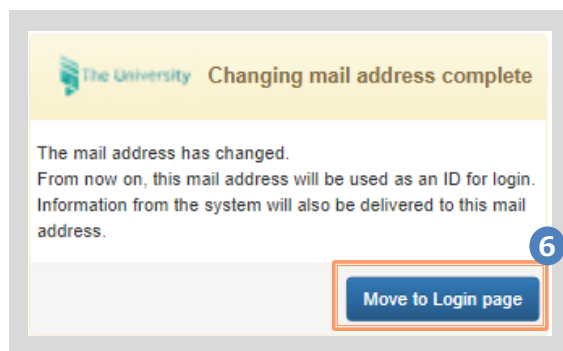 The University Changing mail address complete
The mail address has changed.
From now on, this mail address will be used as an ID for login.
Information from the system will also be delivered to this mail
address.
6
Move to Login page